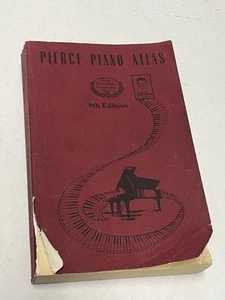 PIERCE PIANO ATLAS
9th Edition